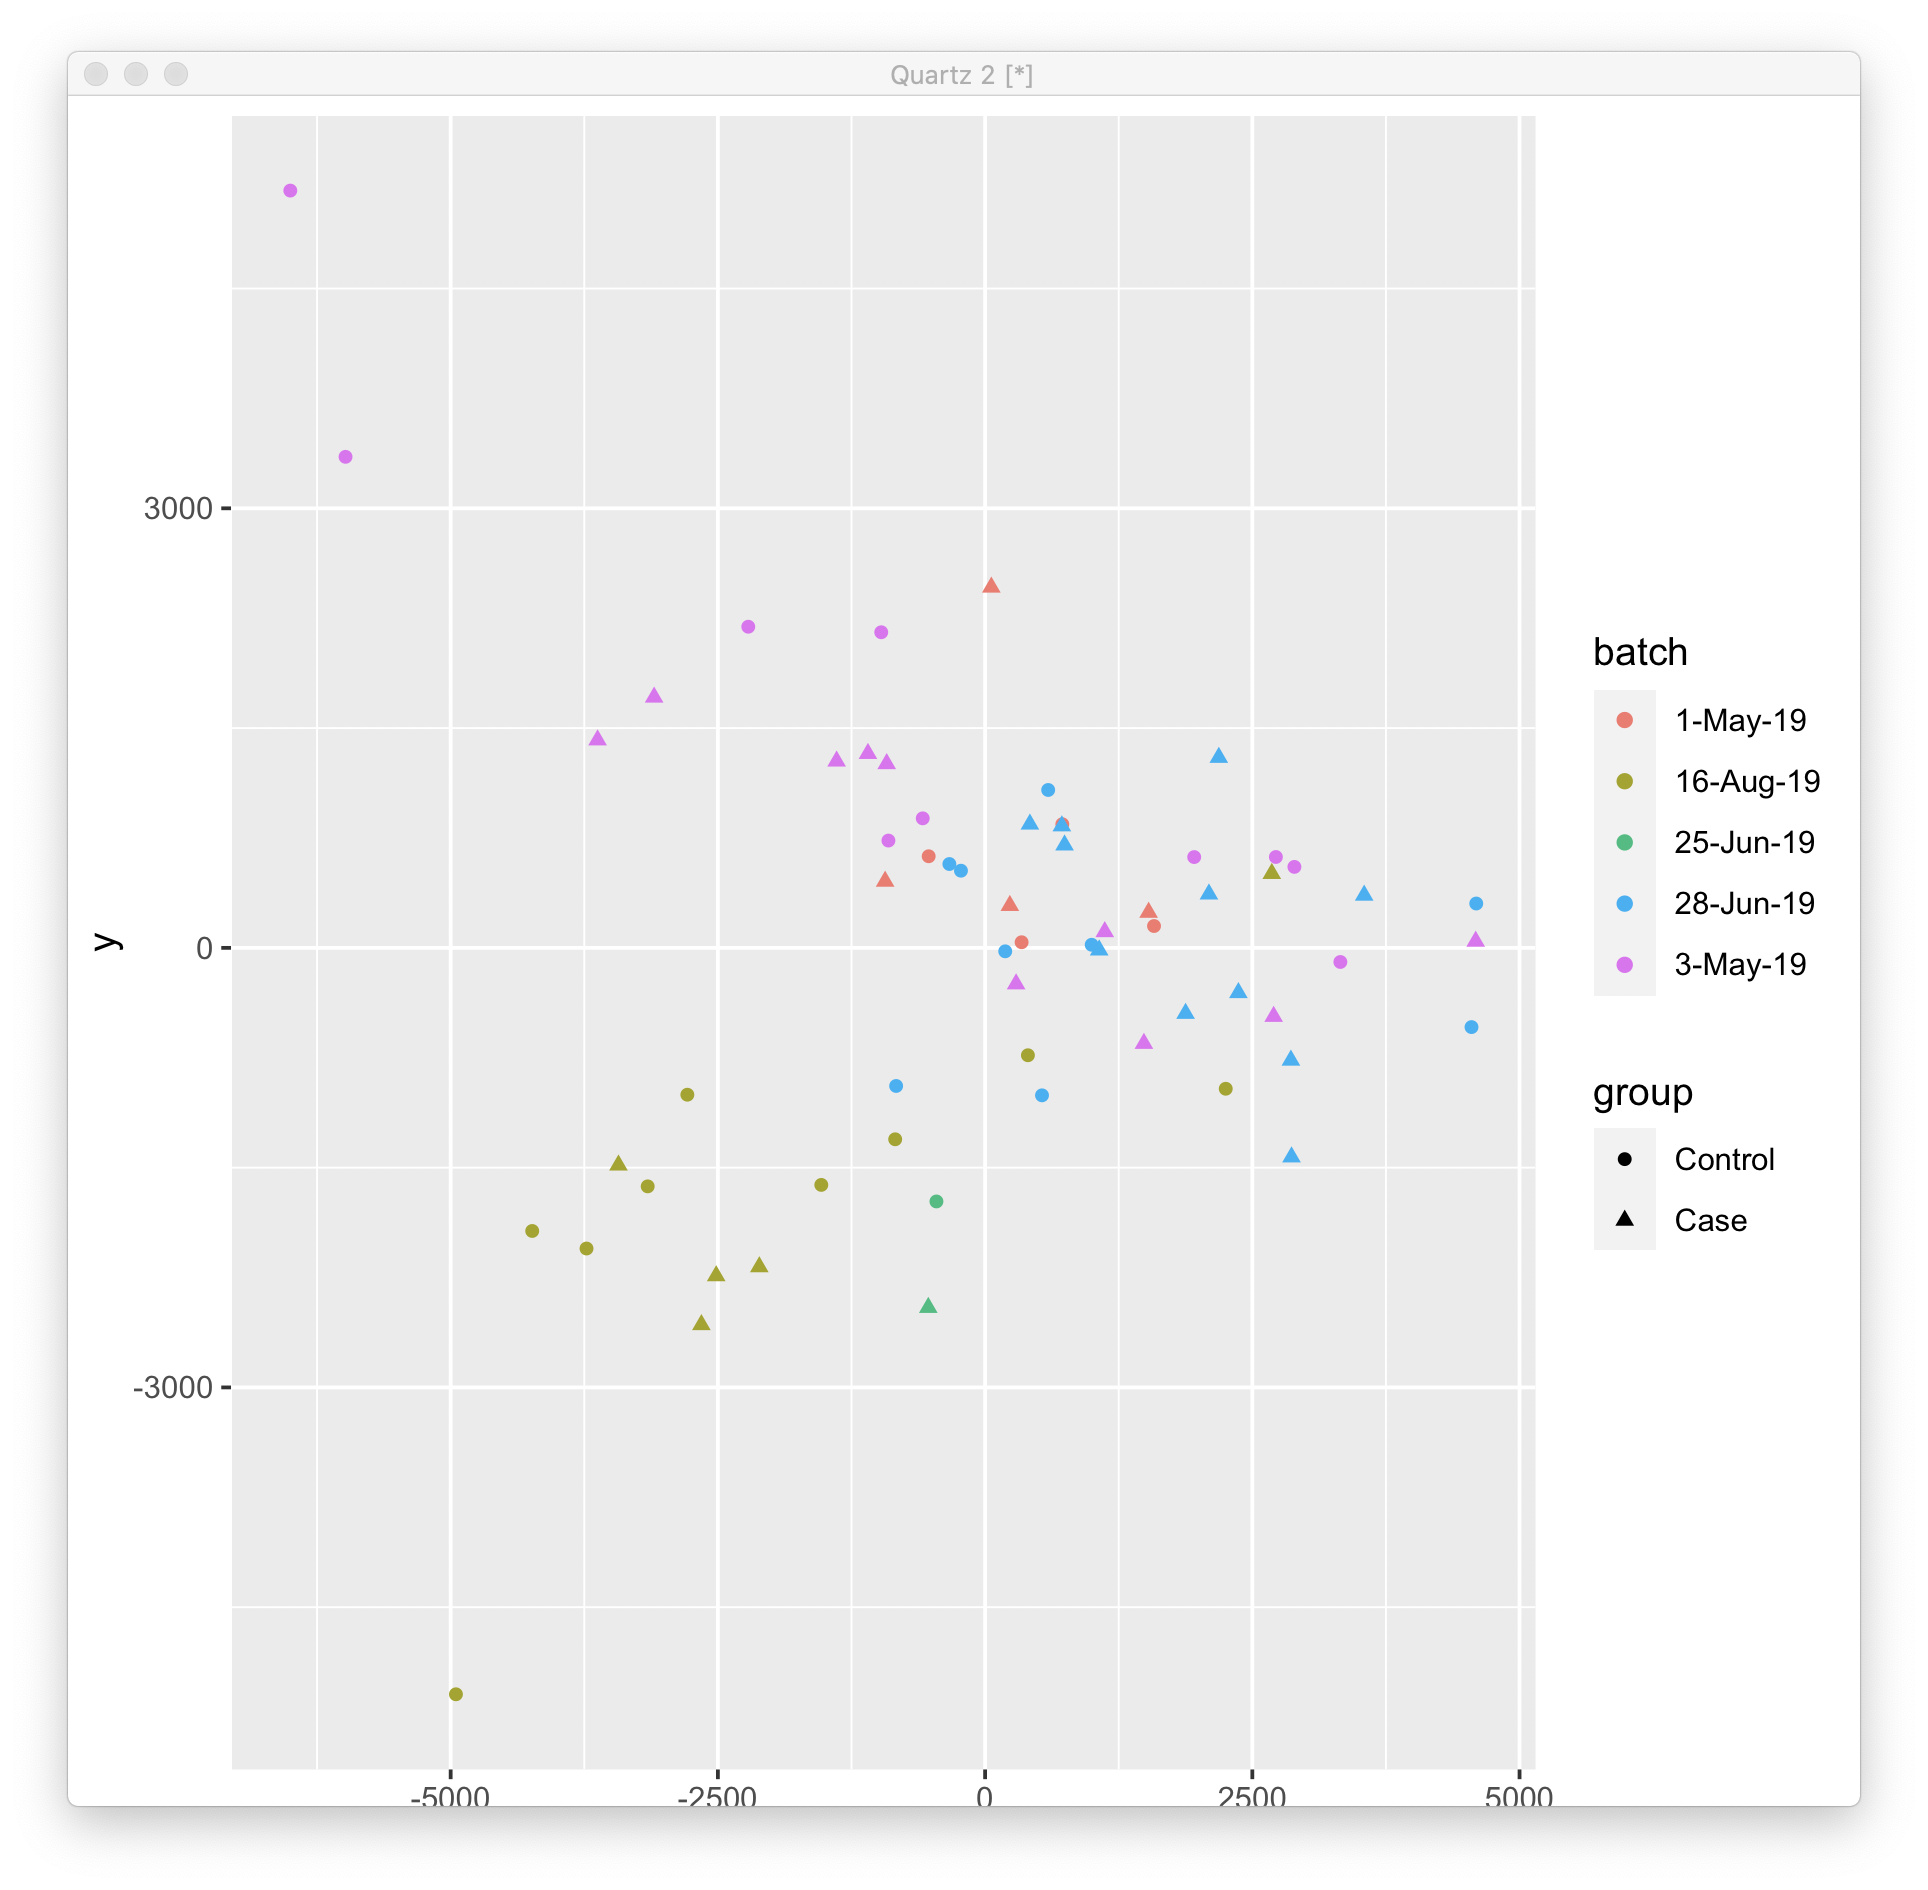 Quartz 2 [*]
3000
0
-3000
y
-5000
-2500
0
2500
5000
batch
1-May-19
16-Aug-19
25-Jun-19
28-Jun-19
3-May-19
group
Control
Case